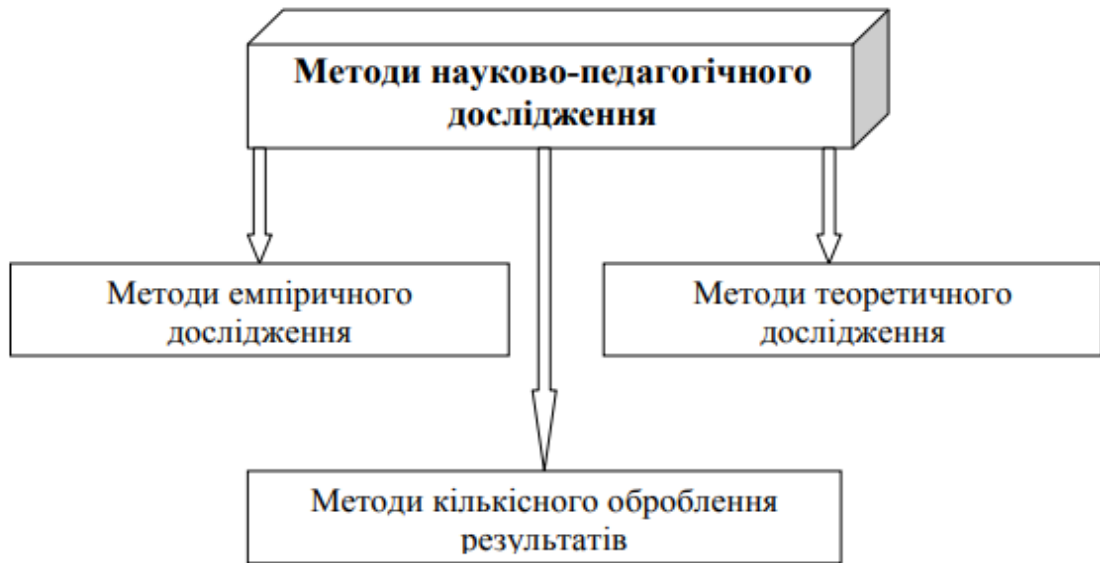 Методи науково-педагогічного
дослідження
Методи емпіричного
дослідження
Методи теоретичного
дослідження
Методи кількісного оброблення
результатів